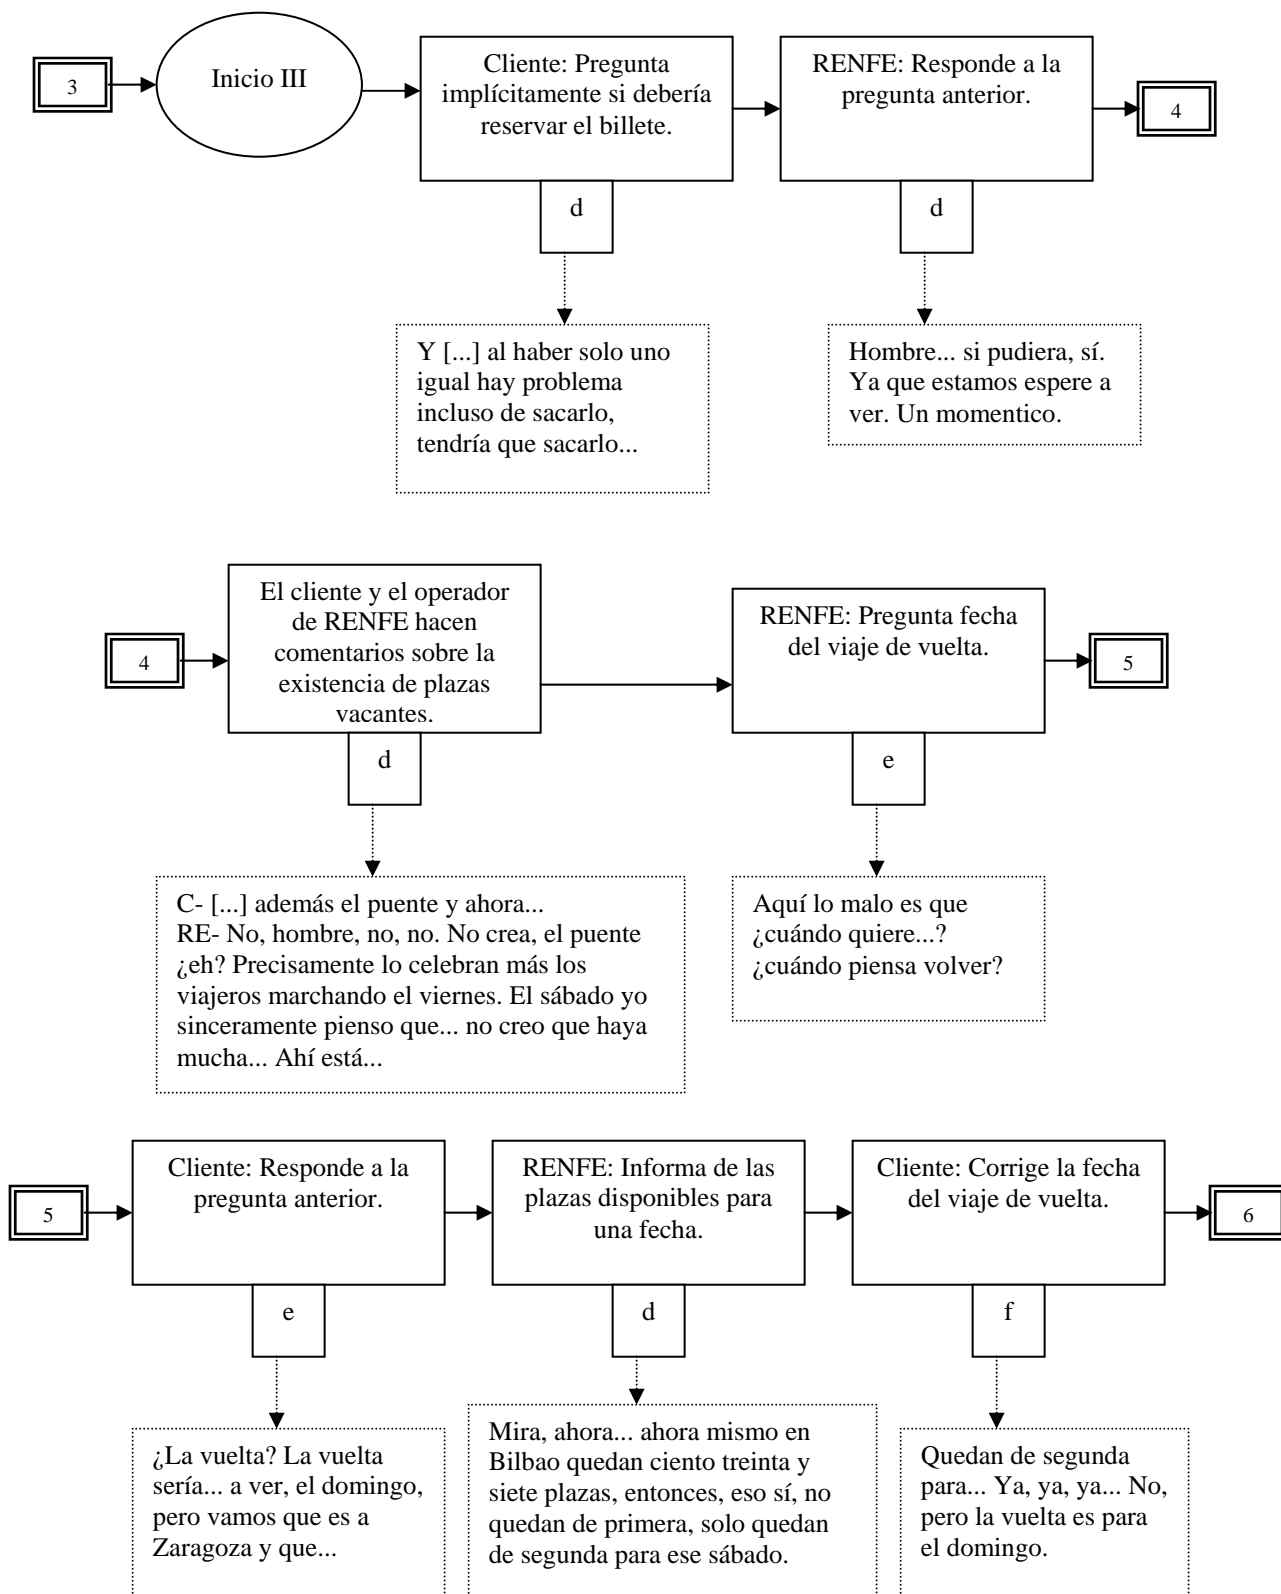 3
Inicio III
Cliente: Pregunta
implícitamente si debería
reservar el billete.
RENFE: Responde a la
pregunta anterior.
4
d
d
Y [...] al haber solo uno
igual hay problema
incluso de sacarlo,
tendría que sacarlo...
Hombre... si pudiera, sí.
Ya que estamos espere a
ver. Un momentico.
4
El cliente y el operador
de RENFE hacen
comentarios sobre la
existencia de plazas
vacantes.
RENFE: Pregunta fecha
del viaje de vuelta.
5
d
e
C- [...] además el puente y ahora...
RE- No, hombre, no, no. No crea, el puente
¿eh? Precisamente lo celebran más los
viajeros marchando el viernes. El sábado yo
sinceramente pienso que... no creo que haya
mucha... Ahí está...
Aquí lo malo es que
¿cuándo quiere...?
¿cuándo piensa volver?
5
Cliente: Responde a la
pregunta anterior.
RENFE: Informa de las
plazas disponibles para
una fecha.
Cliente: Corrige la fecha
del viaje de vuelta.
6
e
d
f
¿La vuelta? La vuelta
sería... a ver, el domingo,
pero vamos que es a
Zaragoza y que...
Mira, ahora... ahora mismo en
Bilbao quedan ciento treinta y
siete plazas, entonces, eso sí, no
quedan de primera, solo quedan
de segunda para ese sábado.
Quedan de segunda
para... Ya, ya, ya... No,
pero la vuelta es para
el domingo.